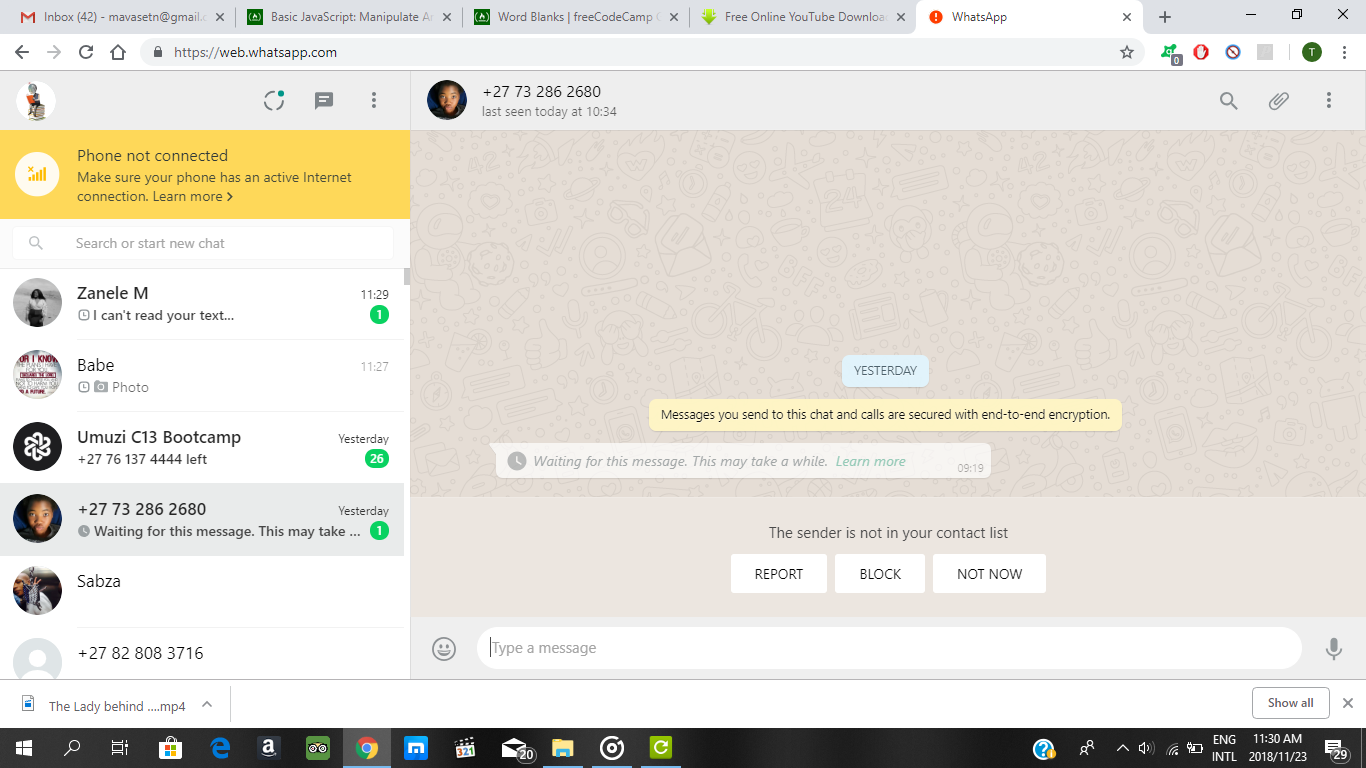 Inbox (42) - mavasetn@gmail.c
Basic JavaScript: Manipulate Ar
Word Blanks | freeCodeCamp
Free Online YouTube Downloa
WhatsApp
https://web.whatsapp.com
0
T
+27 73 286 2680
last seen today at 10:34
Phone not connected
Make sure your phone has an active Internet
connection. Learn more >
Search or start new chat
Zanele M
11:29
I can't read your text...
1
Babe
11:27
Photo
Umuzi C13 Bootcamp
Yesterday
+27 76 137 4444 left
26
+27 73 286 2680
Yesterday
Waiting for this message. This may take ...
1
Sabza
+27 82 808 3716
YESTERDAY
Messages you send to this chat and calls are secured with end-to-end encryption.
Waiting for this message. This may take a while. Learn more
09:19
The sender is not in your contact list
REPORT
BLOCK
NOT NOW
Type a message
The Lady behind ....mp4
Show all
321
20
ENG
INTL
11:30 AM
2018/11/23
29